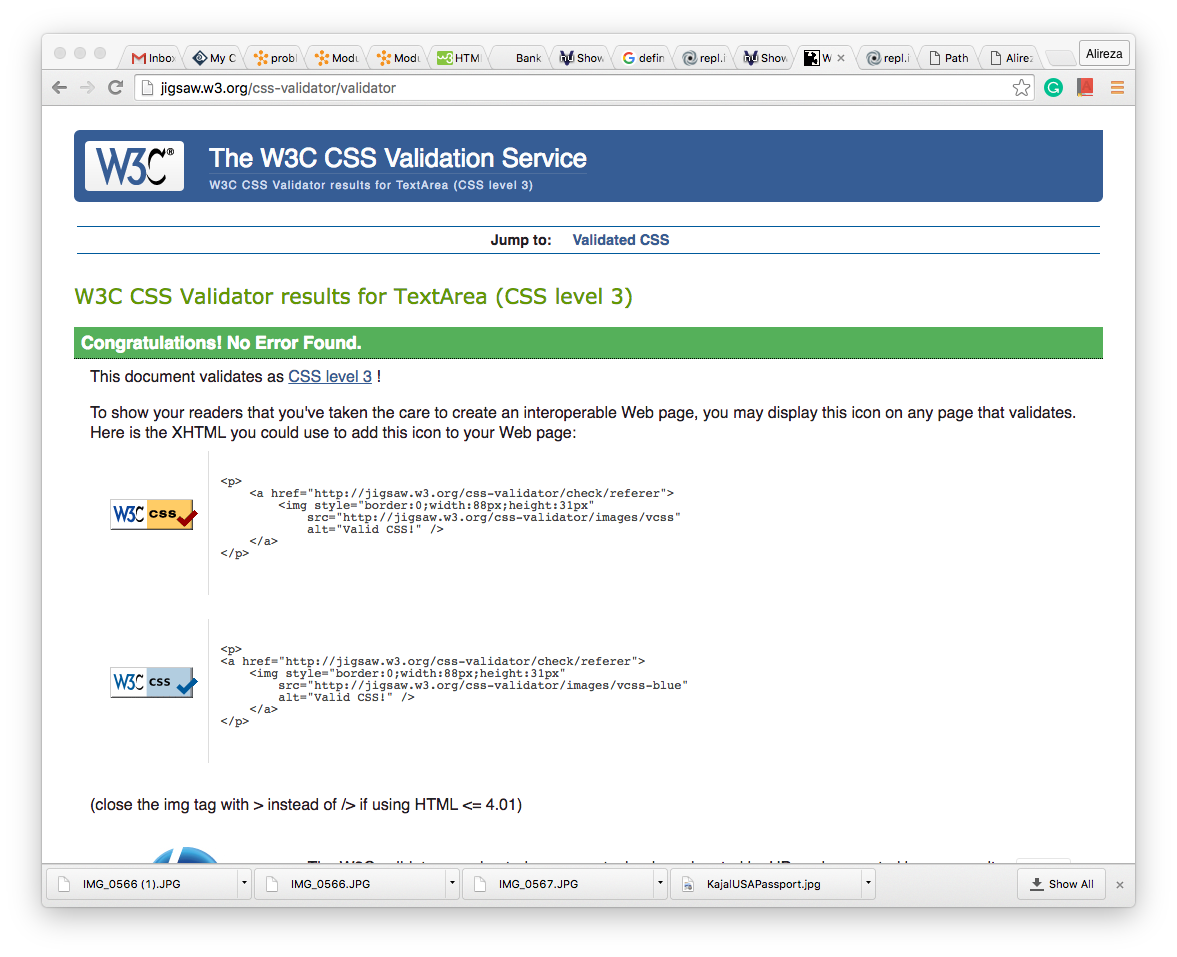 Inbox My C probl Modu Modu HTM Bank Show defin repl.i Show W repl.i Path Alirez Alireza
jigsaw.w3.org/css-validator/validator
W3C® The W3C CSS Validation Service
W3C CSS Validator results for TextArea (CSS level 3)
Jump to: Validated CSS
W3C CSS Validator results for TextArea (CSS level 3)
Congratulations! No Error Found.
This document validates as CSS level 3 !
To show your readers that you've taken the care to create an interoperable Web page, you may display this icon on any page that validates.
Here is the XHTML you could use to add this icon to your Web page:
<p>
<a href="http://jigsaw.w3.org/css-validator/check/referer">
<img style="border:0;width:88px;height:31px"
W3C css src="http://jigsaw.w3.org/css-validator/images/vcss"
alt="Valid CSS!" />
</a>
</p>
<p>
<a href="http://jigsaw.w3.org/css-validator/check/referer">
<img style="border:0;width:88px;height:31px"
W3C css src="http://jigsaw.w3.org/css-validator/images/vcss-blue"
alt="Valid CSS!" />
</a>
</p>
(close the img tag with > instead of /> if using HTML <= 4.01)
IMG_0566 (1).JPG IMG_0566.JPG IMG_0567.JPG KajalUSAPassport.jpg Show All